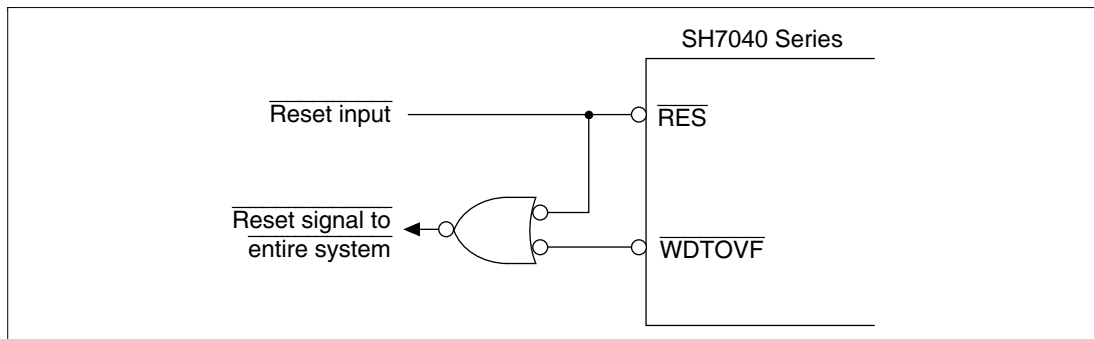 SH7040 Series
Reset input
RES
Reset signal to
entire system
WDTOVF